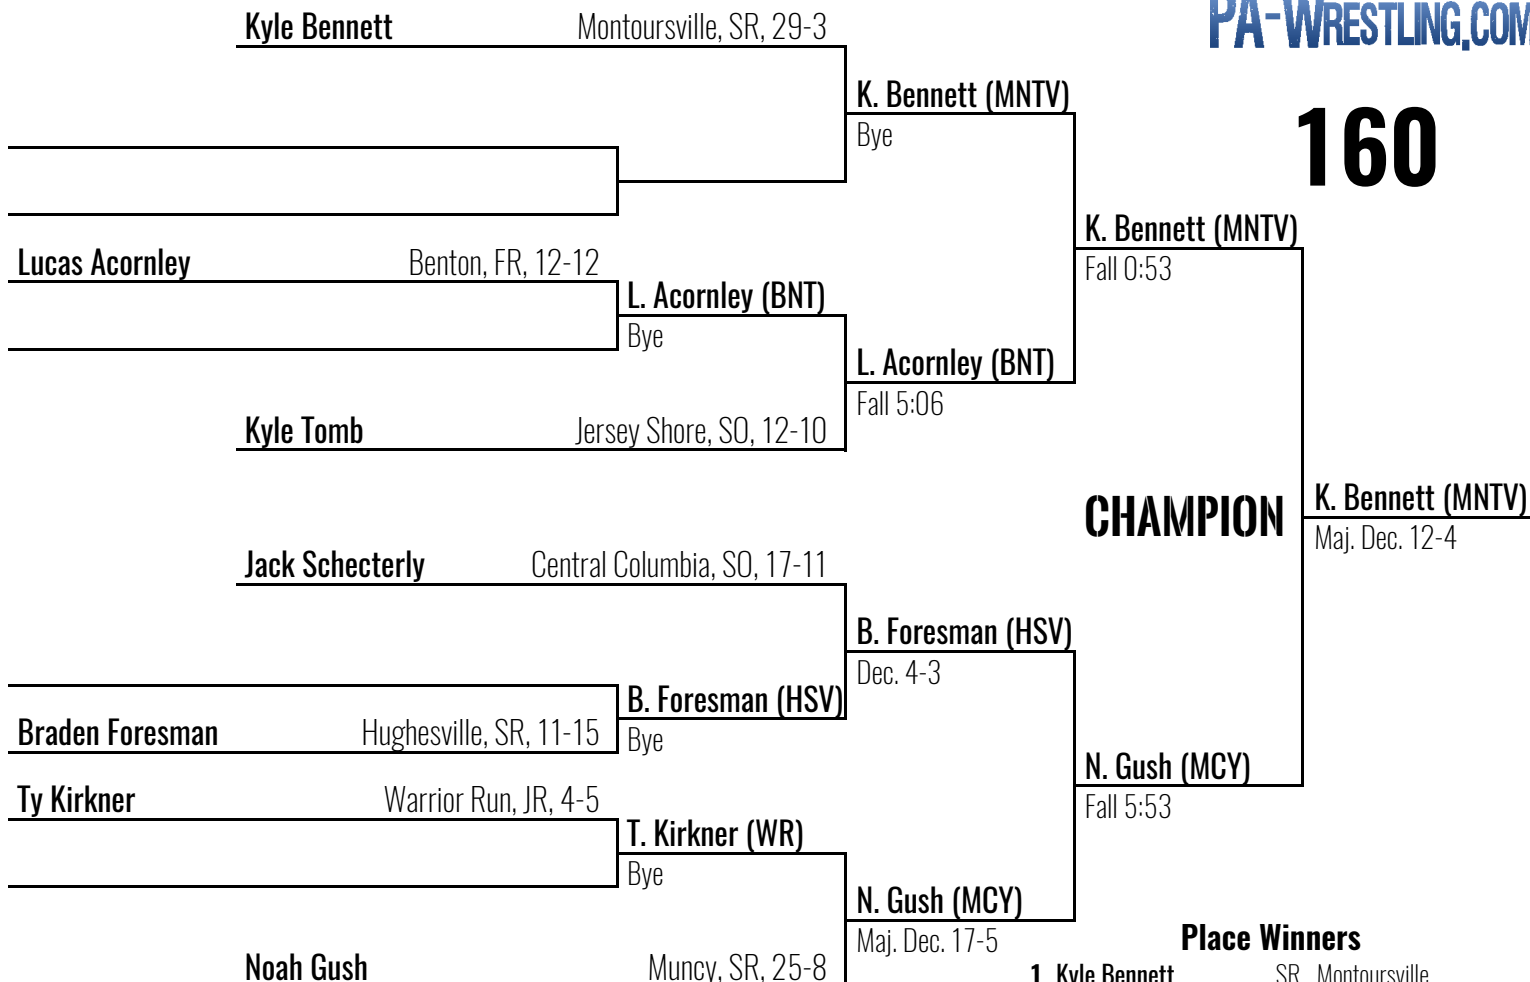 PA-WRESTLING.COM
Kyle Bennett Montoursville, SR, 29-3
K. Bennett (MNTV)
Bye
160
K. Bennett (MNTV)
Fall 0:53
Lucas Acornley Benton, FR, 12-12
L. Acornley (BNT)
Bye
L. Acornley (BNT)
Fall 5:06
Kyle Tomb Jersey Shore, SO, 12-10
CHAMPION
K. Bennett (MNTV)
Maj. Dec. 12-4
Jack Schecterly Central Columbia, SO, 17-11
B. Foresman (HSV)
Dec. 4-3
B. Foresman (HSV)
Bye
Braden Foresman Hughesville, SR, 11-15
N. Gush (MCY)
Fall 5:53
Ty Kirkner Warrior Run, JR, 4-5
T. Kirkner (WR)
Bye
N. Gush (MCY)
Maj. Dec. 17-5
Noah Gush Muncy, SR, 25-8
Place Winners
1 Kyle Bennett SR Montoursville